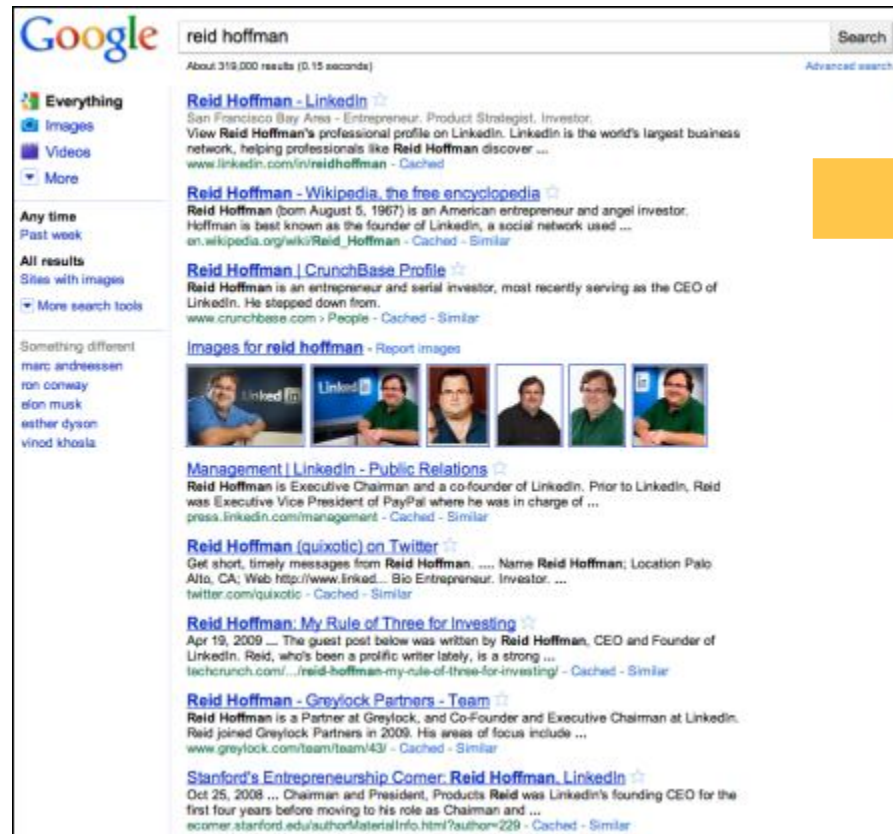 Google
reid hoffman
Search
About 319,000 results (0.15 seconds)
Advanced search
Everything
Images
Videos
More
Any time
Past week
All results
Sites with images
More search tools
Something different
marc andreessen
ron conway
elon musk
esther dyson
vinod khosla
Reid Hoffman - LinkedIn
San Francisco Bay Area - Entrepreneur. Product Strategist. Investor.
View Reid Hoffman's professional profile on LinkedIn. LinkedIn is the world's largest business
network, helping professionals like Reid Hoffman discover ...
www.linkedin.com/in/reidhoffman - Cached
Reid Hoffman - Wikipedia, the free encyclopedia
Reid Hoffman (born August 5, 1967) is an American entrepreneur and angel investor.
Hoffman is best known as the founder of LinkedIn, a social network used ...
en.wikipedia.org/wiki/Reid_Hoffman - Cached - Similar
Reid Hoffman | CrunchBase Profile
Reid Hoffman is an entrepreneur and serial investor, most recently serving as the CEO of
LinkedIn. He stepped down from.
www.crunchbase.com › People - Cached - Similar
Images for reid hoffman - Report images
Linked in
Linked in
in
Management | LinkedIn - Public Relations
Reid Hoffman is Executive Chairman and a co-founder of LinkedIn. Prior to LinkedIn, Reid
was Executive Vice President of PayPal where he was in charge of ...
press.linkedin.com/management - Cached - Similar
Reid Hoffman (quixotic) on Twitter
Get short, timely messages from Reid Hoffman. .... Name Reid Hoffman; Location Palo
Alto, CA; Web http://www.linked... Bio Entrepreneur. Investor. ...
twitter.com/quixotic - Cached - Similar
Reid Hoffman: My Rule of Three for Investing
Apr 19, 2009 ... The guest post below was written by Reid Hoffman, CEO and Founder of
LinkedIn. Reid, who's been a prolific writer lately, is a strong ...
techcrunch.com/.../reid-hoffman-my-rule-of-three-for-investing/ - Cached - Similar
Reid Hoffman - Greylock Partners - Team
Reid Hoffman is a Partner at Greylock, and Co-Founder and Executive Chairman at LinkedIn.
Reid joined Greylock Partners in 2009. His areas of focus include ...
www.greylock.com/team/team/43/ - Cached - Similar
Stanford's Entrepreneurship Corner: Reid Hoffman, LinkedIn
Oct 25, 2008 ... Chairman and President, Products Reid was LinkedIn's founding CEO for the
first four years before moving to his role as Chairman and ...
ecorner.stanford.edu/authorMaterialInfo.html?author=229 - Cached - Similar